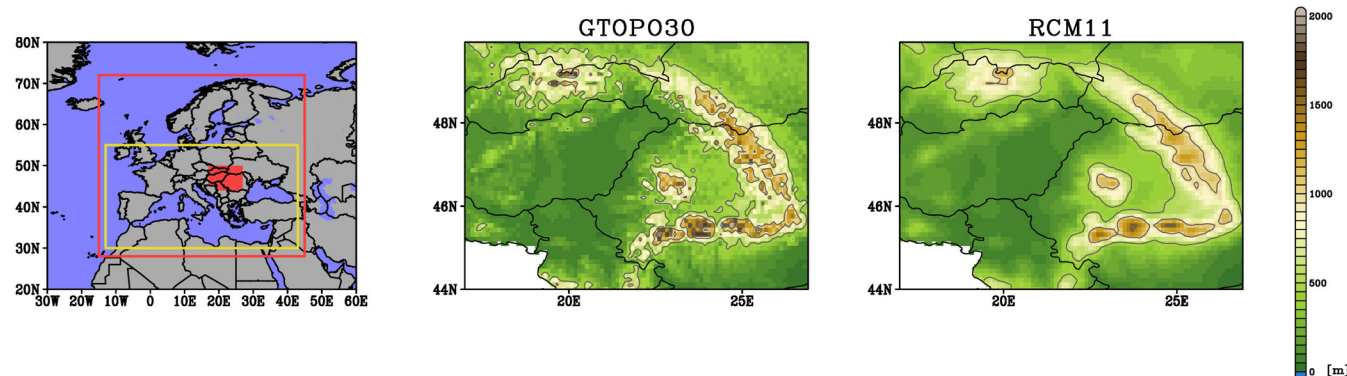 GTOPO30
RCM11
80N
70N
60N
50N
40N
30N
20N
30W 20W 10W 0 10E 20E 30E 40E 50E 60E
48N
46N
44N
20E 25E
48N
46N
44N
20E 25E
2000
1500
1000
500
0 [m]